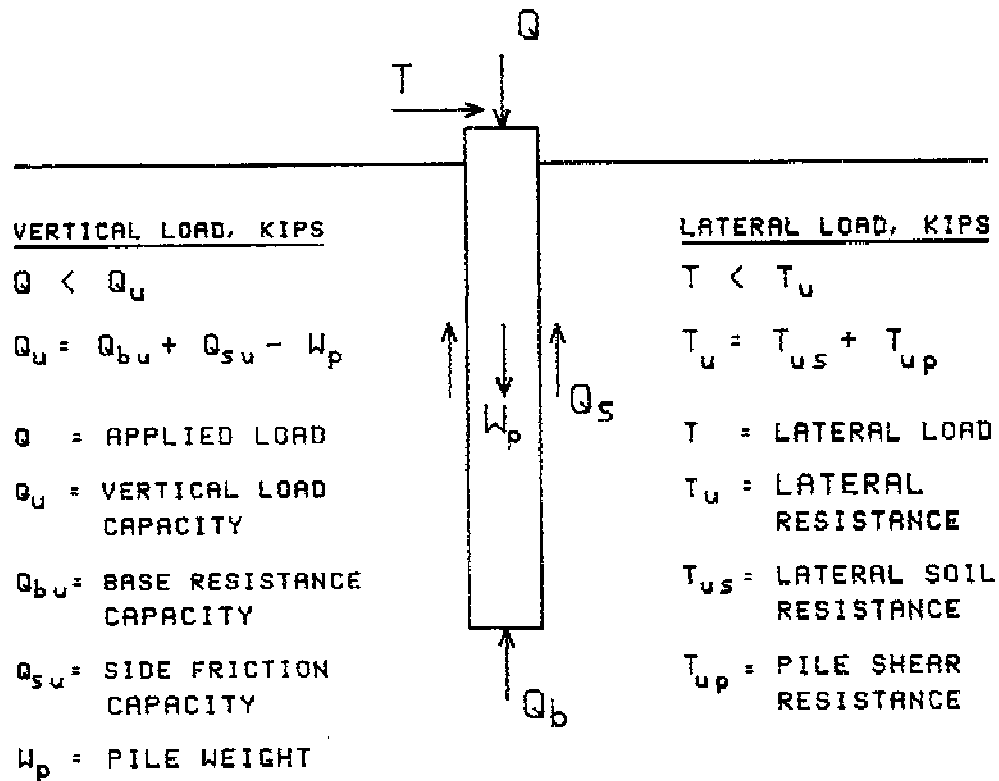 Q
T
VERTICAL LOAD, KIPS
Q < Qu
Qu = Qbu + Qsu - Wp
Q = APPLIED LOAD
Qu = VERTICAL LOAD
CAPACITY
Qbu = BASE RESISTANCE
CAPACITY
Qsu = SIDE FRICTION
CAPACITY
Wp = PILE WEIGHT
Wp
Qs
Qb
LATERAL LOAD, KIPS
T < Tu
Tu = Tus + Tup
T = LATERAL LOAD
Tu = LATERAL
RESISTANCE
Tus = LATERAL SOIL
RESISTANCE
Tup = PILE SHEAR
RESISTANCE